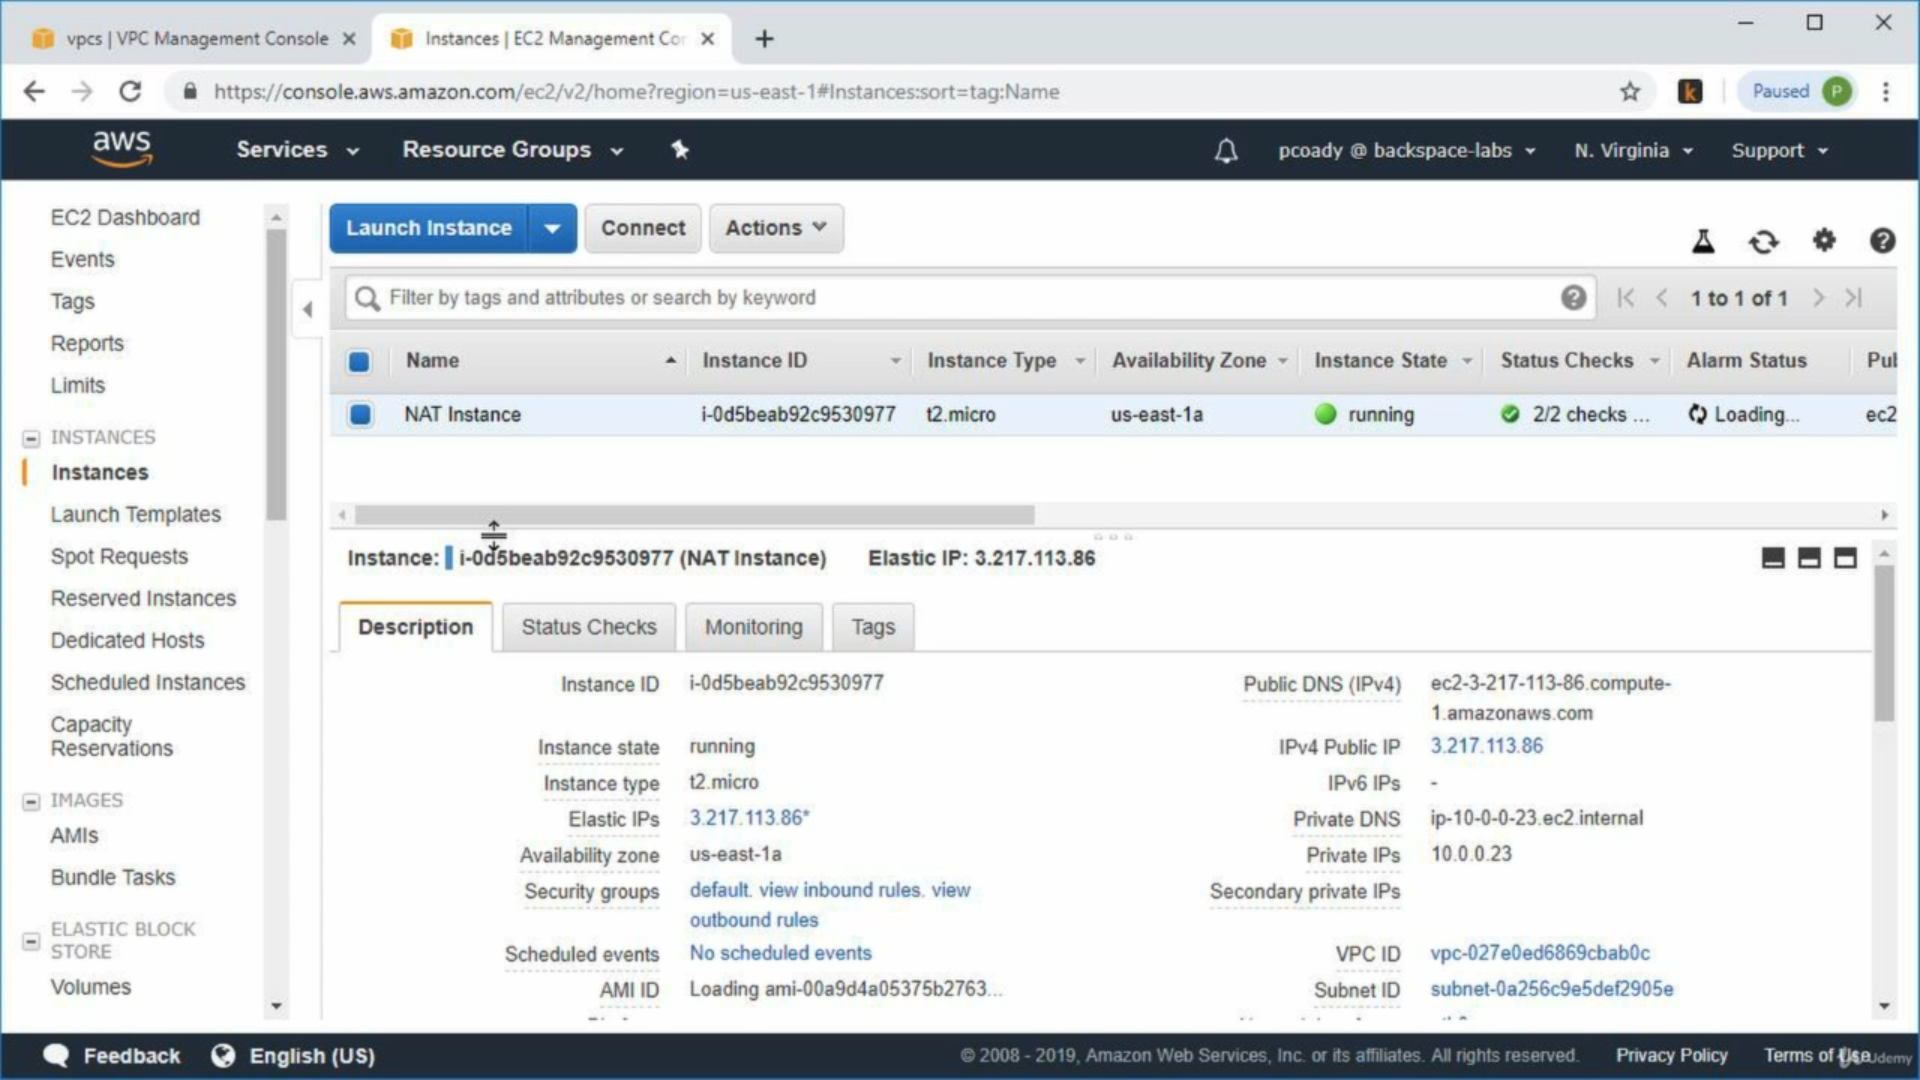 vpcs | VPC Management Console
Instances | EC2 Management Co
https://console.aws.amazon.com/ec2/v2/home?region=us-east-1#Instances:sort=tag:Name
k
Paused P
aws
Services
Resource Groups
pcoady @ backspace-labs
N. Virginia
Support
EC2 Dashboard
Events
Tags
Reports
Limits
INSTANCES
Instances
Launch Templates
Spot Requests
Reserved Instances
Dedicated Hosts
Scheduled Instances
Capacity
Reservations
IMAGES
AMIs
Bundle Tasks
ELASTIC BLOCK
STORE
Volumes
Launch Instance
Connect
Actions
Filter by tags and attributes or search by keyword
1 to 1 of 1
Name Instance ID Instance Type Availability Zone Instance State Status Checks Alarm Status Pu
NAT Instance i-0d5beab92c9530977 t2.micro us-east-1a running 2/2 checks ... Loading... ec2
Instance: i-0d5beab92c9530977 (NAT Instance) Elastic IP: 3.217.113.86
Description Status Checks Monitoring Tags
Instance ID i-0d5beab92c9530977
Instance state running
Instance type t2.micro
Elastic IPs 3.217.113.86*
Availability zone us-east-1a
Security groups default. view inbound rules. view
outbound rules
Scheduled events No scheduled events
AMI ID Loading ami-00a9d4a05375b2763...
Public DNS (IPv4) ec2-3-217-113-86.compute-
1.amazonaws.com
IPv4 Public IP 3.217.113.86
IPv6 IPs -
Private DNS ip-10-0-0-23.ec2.internal
Private IPs 10.0.0.23
Secondary private IPs
VPC ID vpc-027e0ed6869cbab0c
Subnet ID subnet-0a256c9e5def2905e
Feedback
English (US)
© 2008 - 2019, Amazon Web Services, Inc. or its affiliates. All rights reserved.
Privacy Policy
Terms of Use
Udemy